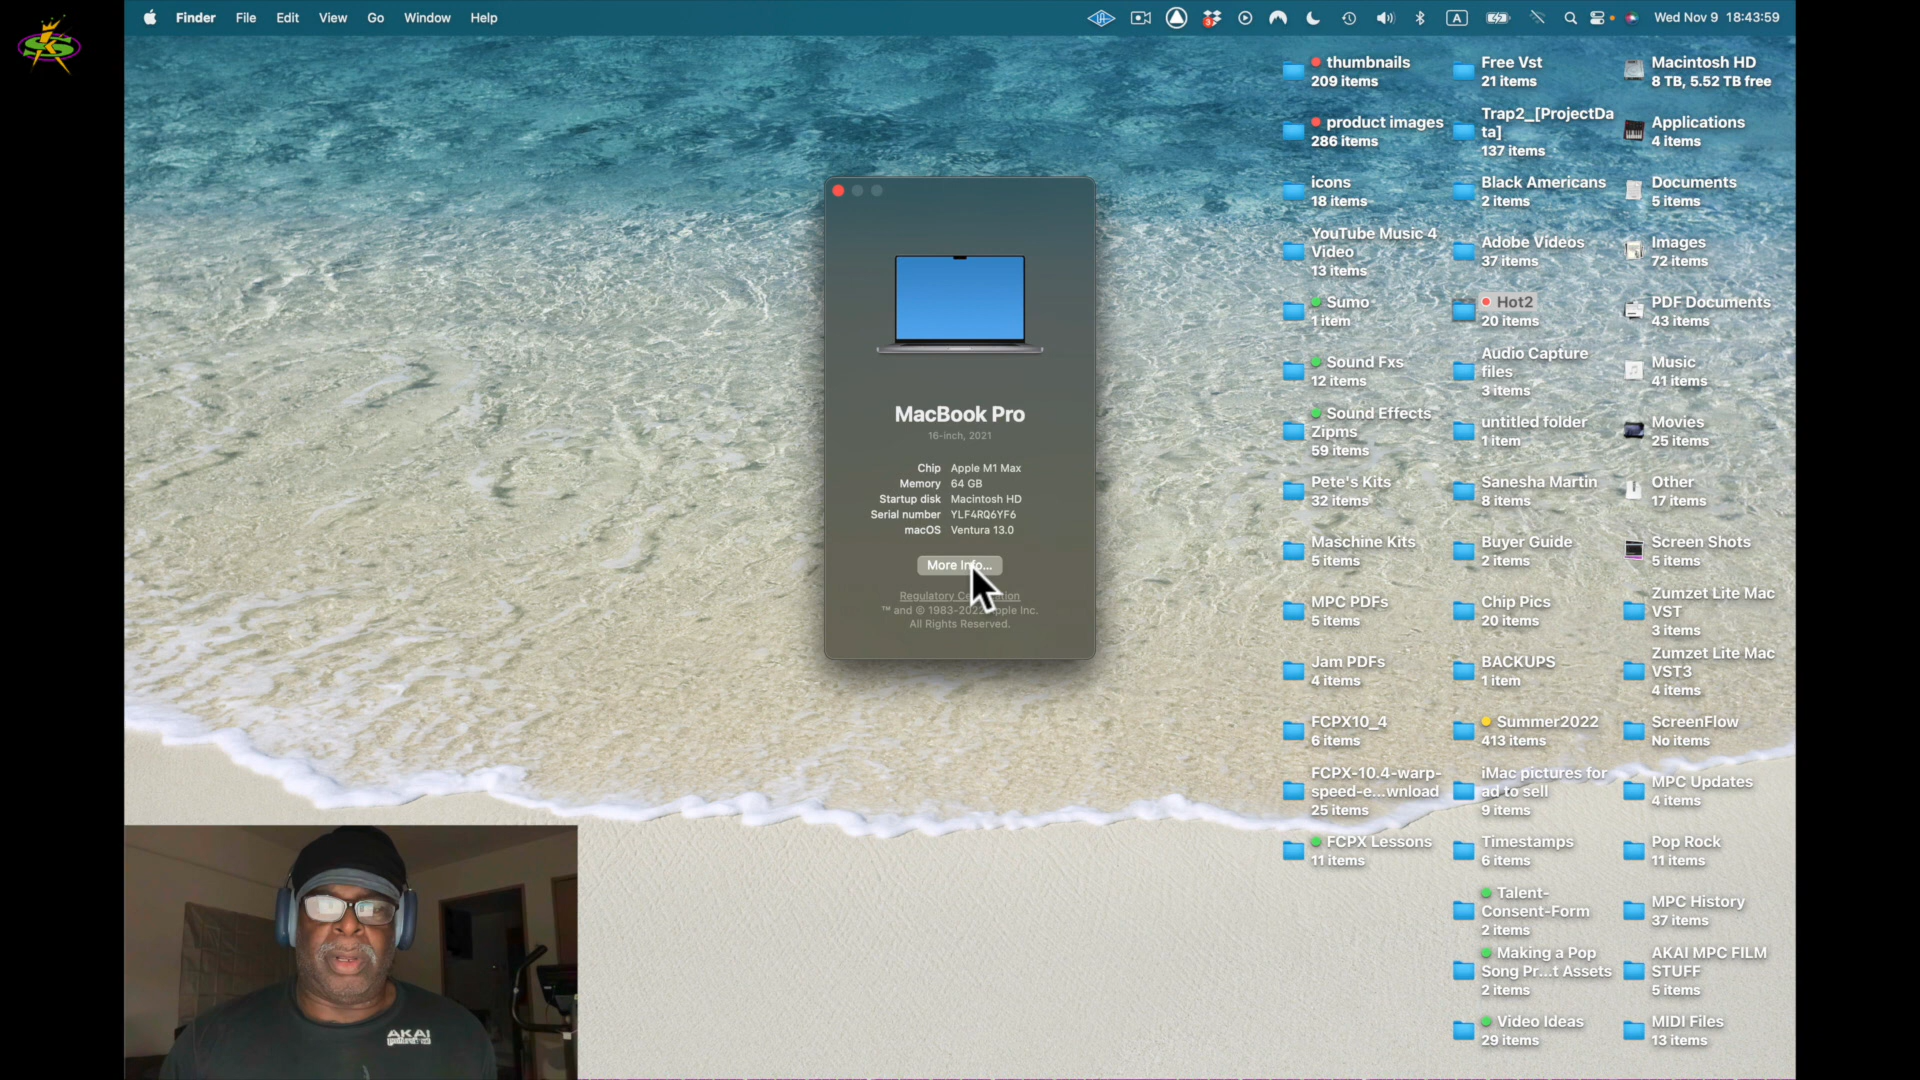 Finder File Edit View Go Window Help
3
A
Wed Nov 9 18:43:59
thumbnails
209 items
product images
286 items
icons
18 items
YouTube Music 4
Video
13 items
Sumo
1 item
Sound Fxs
12 items
Sound Effects
Zipms
59 items
Pete's Kits
32 items
Maschine Kits
5 items
MPC PDFs
5 items
Jam PDFs
4 items
FCPX10_4
6 items
FCPX-10.4-warp-
speed-e...wnload
25 items
FCPX Lessons
11 items
Free Vst
21 items
Trap2_[ProjectDa
ta]
137 items
Black Americans
2 items
Adobe Videos
37 items
Hot2
20 items
Audio Capture
files
3 items
untitled folder
1 item
Sanesha Martin
8 items
Buyer Guide
2 items
Chip Pics
20 items
BACKUPS
1 item
Summer2022
413 items
iMac pictures for
ad to sell
9 items
Timestamps
6 items
Talent-
Consent-Form
2 items
Making a Pop
Song Pr...t Assets
2 items
Video Ideas
29 items
Macintosh HD
8 TB, 5.52 TB free
Applications
4 items
Documents
5 items
Images
72 items
PDF Documents
43 items
Music
41 items
Movies
25 items
Other
17 items
Screen Shots
5 items
Zumzet Lite Mac
VST
3 items
Zumzet Lite Mac
VST3
4 items
ScreenFlow
No items
MPC Updates
4 items
Pop Rock
11 items
MPC History
37 items
AKAI MPC FILM
STUFF
5 items
MIDI Files
13 items
MacBook Pro
16-inch, 2021
Chip Apple M1 Max
Memory 64 GB
Startup disk Macintosh HD
Serial number YLF4RQ6YF6
macOS Ventura 13.0
More Info...
Regulatory
™ and © 1983-2022 Apple Inc.
All Rights Reserved.
AKAI